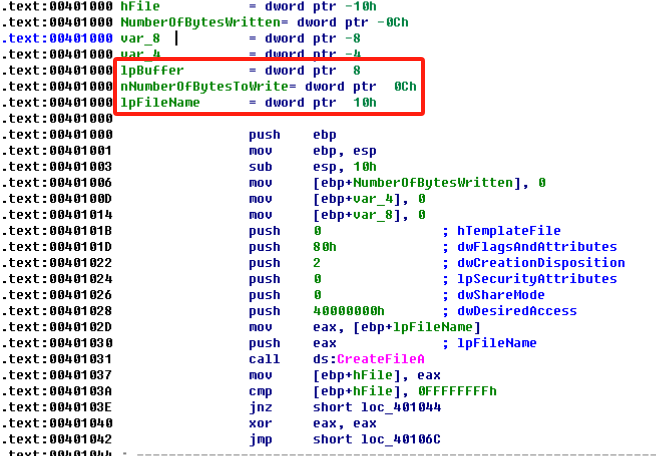 .text:00401000 hFile = dword ptr -10h
.text:00401000 NumberOfBytesWritten= dword ptr -0Ch
.text:00401000 var_8 = dword ptr -8
.text:00401000 var_4 = dword ptr -4
.text:00401000 lpBuffer = dword ptr 8
.text:00401000 nNumberOfBytesToWrite= dword ptr 0Ch
.text:00401000 lpFileName = dword ptr 10h
.text:00401000
.text:00401000 push ebp
.text:00401001 mov ebp, esp
.text:00401003 sub esp, 10h
.text:00401006 mov [ebp+NumberOfBytesWritten], 0
.text:0040100D mov [ebp+var_4], 0
.text:00401014 mov [ebp+var_8], 0
.text:0040101B push 0 ; hTemplateFile
.text:0040101D push 80h ; dwFlagsAndAttributes
.text:00401022 push 2 ; dwCreationDisposition
.text:00401024 push 0 ; lpSecurityAttributes
.text:00401026 push 0 ; dwShareMode
.text:00401028 push 40000000h ; dwDesiredAccess
.text:0040102D mov eax, [ebp+lpFileName]
.text:00401030 push eax ; lpFileName
.text:00401031 call ds:CreateFileA
.text:00401037 mov [ebp+hFile], eax
.text:0040103A cmp [ebp+hFile], 0FFFFFFFFh
.text:0040103E jnz short loc_401044
.text:00401040 xor eax, eax
.text:00401042 jmp short loc_40106C
.text:00401044 ; ---------------------------------------------------------------